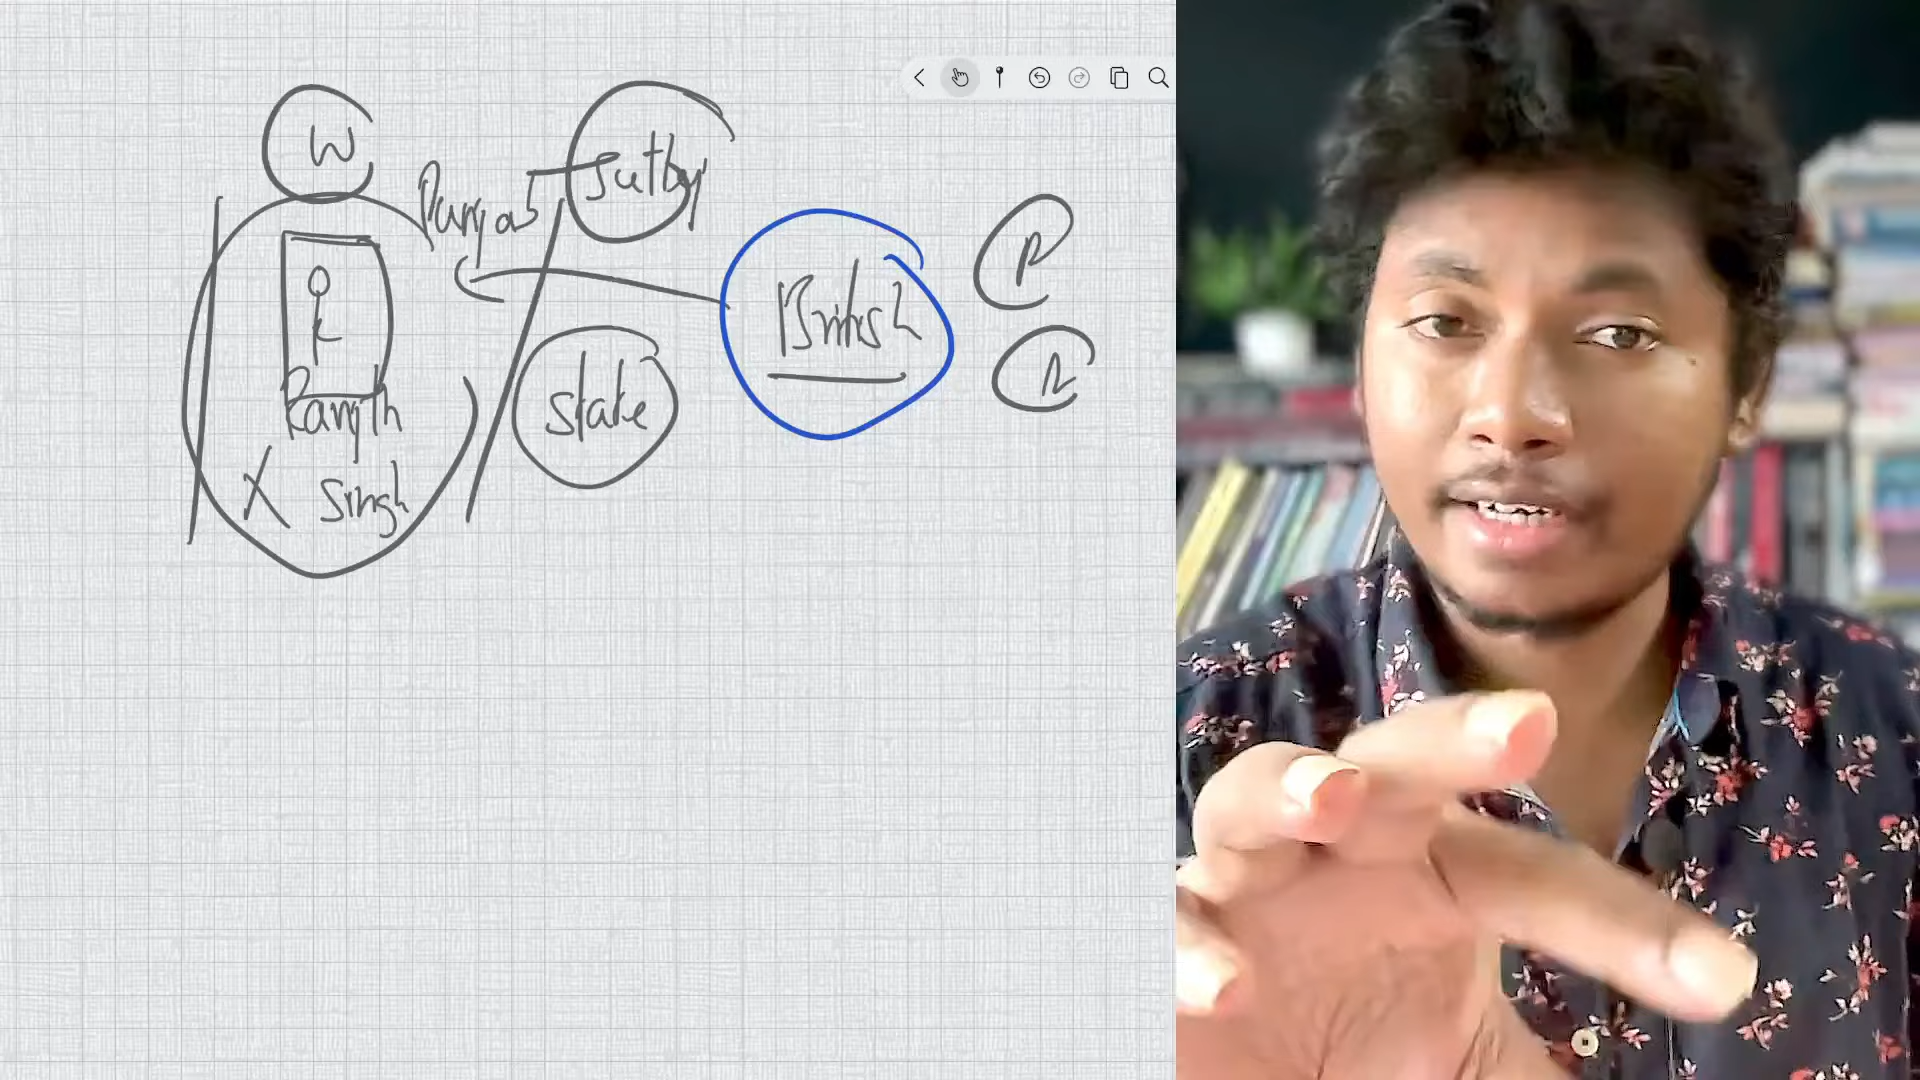 W
Punjab
Sutlej
British
R
R
State
Ranjith
X Singh